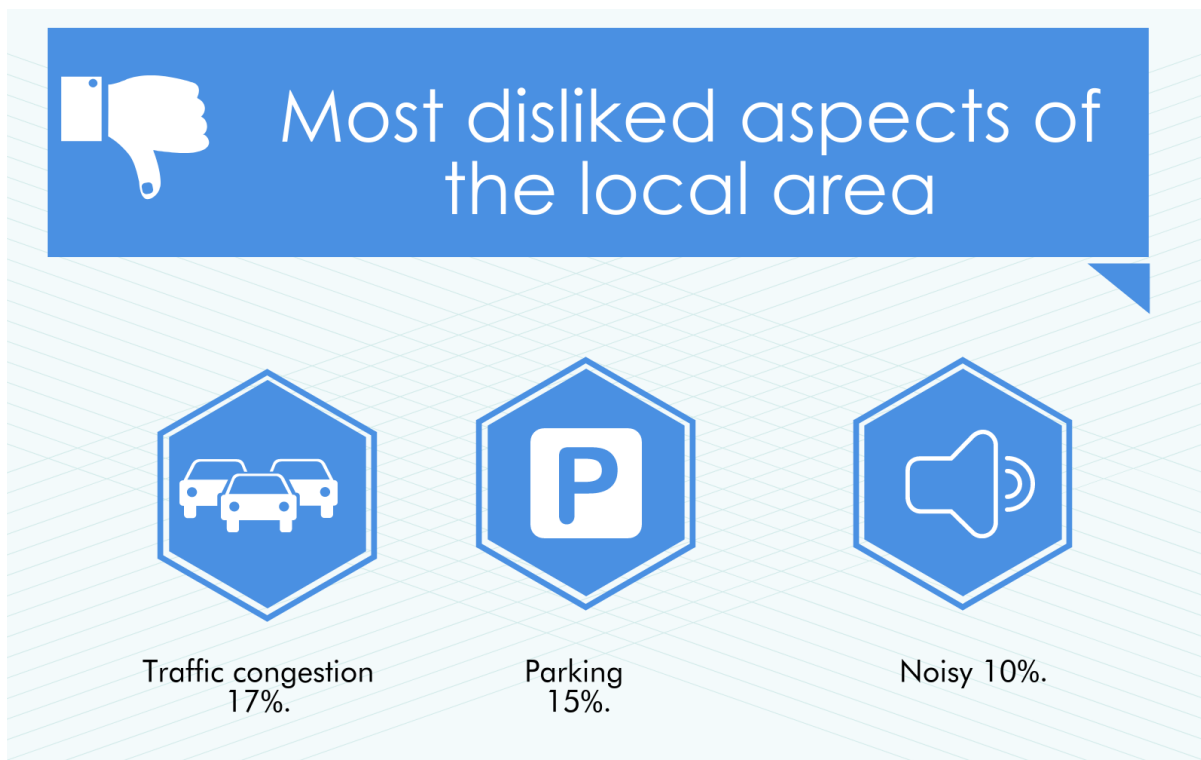 Most disliked aspects of
the local area
P
Traffic congestion
17%.
Parking
15%.
Noisy 10%.